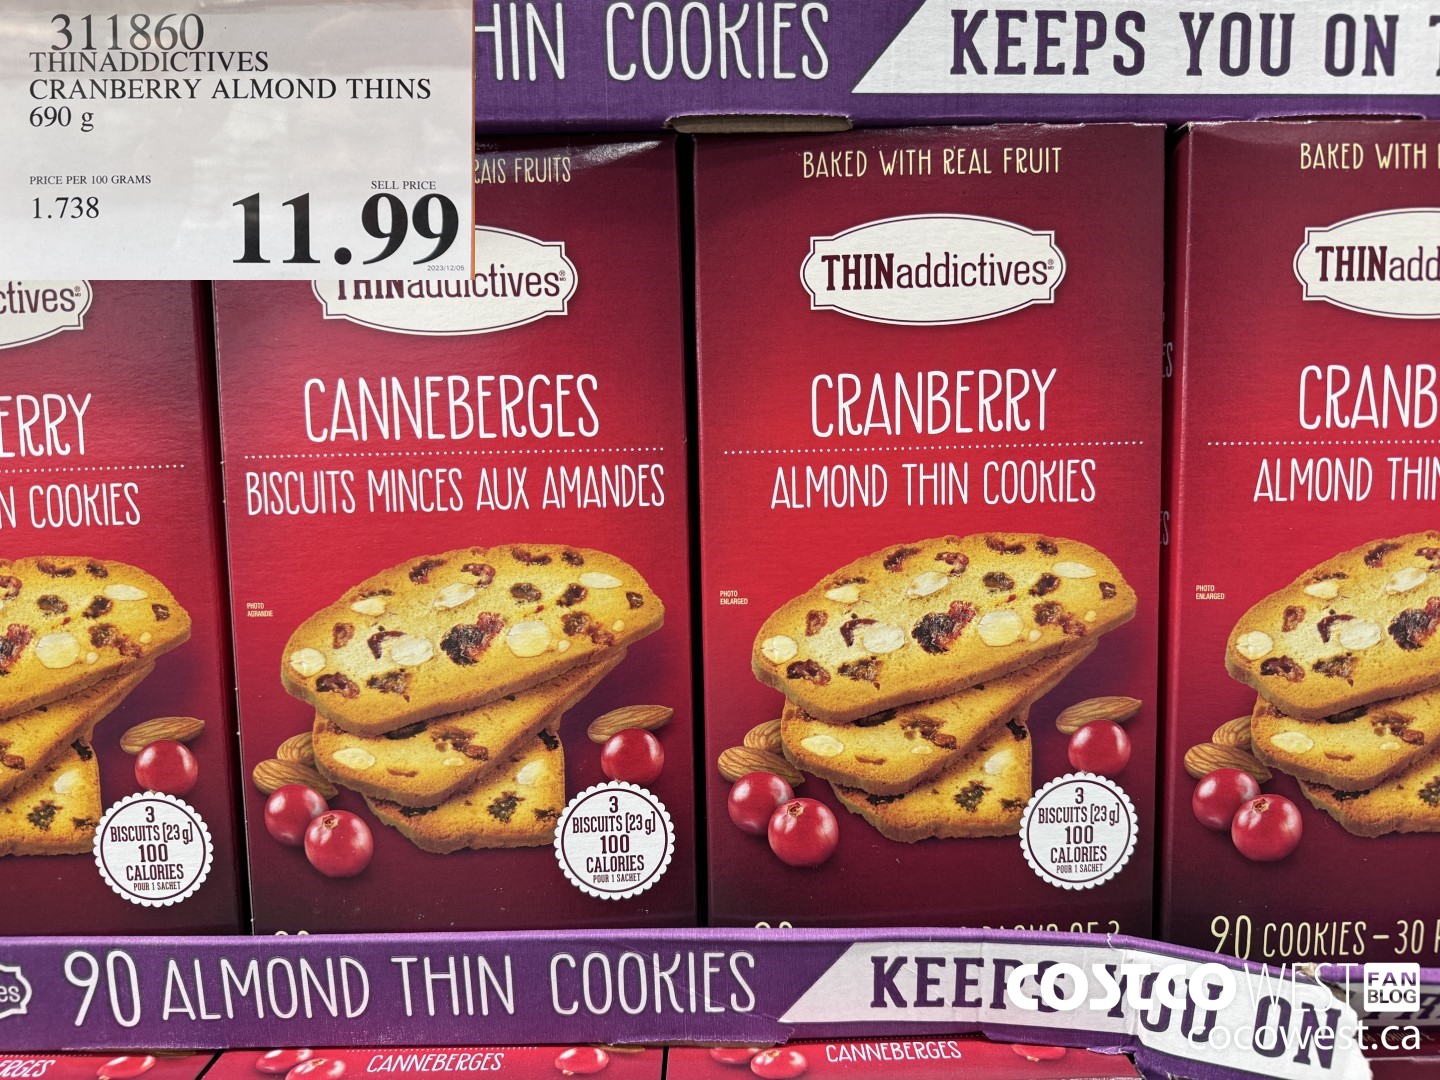 311860
THINADDICTIVES
CRANBERRY ALMOND THINS
690 g
PRICE PER 100 GRAMS
1.738
SELL PRICE
11.99
2023/12/05
THIN COOKIES
KEEPS YOU ON
FRUITS
BAKED WITH REAL FRUIT
BAKED WITH
THINaddictives
THINaddictives
CANNEBERGES
BISCUITS MINCES AUX AMANDES
CRANBERRY
ALMOND THIN COOKIES
ALMOND THIN
COOKIES
PHOTO
AGRANDIE
PHOTO
ENLARGED
PHOTO
ENLARGED
3
BISCUITS (23 g)
100
CALORIES
POUR 1 SACHET
3
BISCUITS (23 g)
100
CALORIES
POUR 1 SACHET
3
BISCUITS (23 g)
100
CALORIES
POUR 1 SACHET
90 COOKIES – 30
90 ALMOND THIN COOKIES
KEEPS YOU ON
COSTCO WEST
FAN
BLOG
cocowest.ca
CANNEBERGES
CANNEBERGES